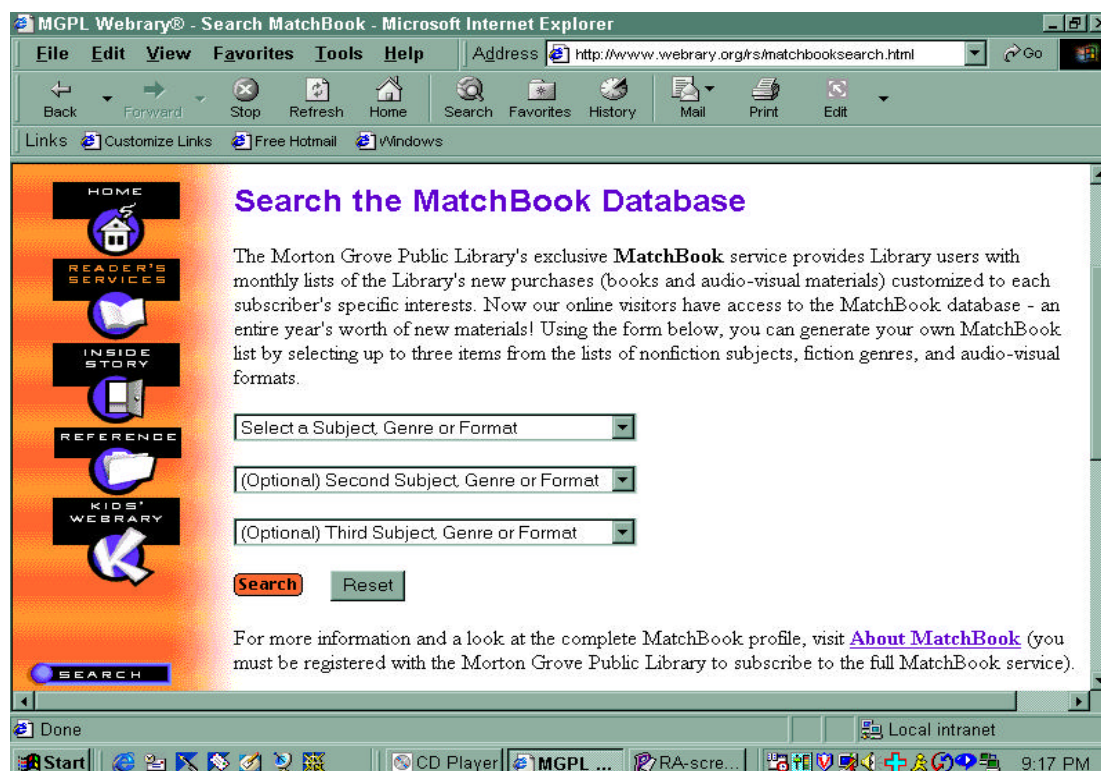 MGPL Webrary® - Search MatchBook - Microsoft Internet Explorer
File Edit View Favorites Tools Help Address http://www.webrary.org/rs/matchbooksearch.html Go
Back Forward Stop Refresh Home Search Favorites History Mail Print Edit
Links Customize Links Free Hotmail Windows
HOME
READER'S
SERVICES
INSIDE
STORY
REFERENCE
KIDS'
WEBRARY
SEARCH
Search the MatchBook Database
The Morton Grove Public Library's exclusive MatchBook service provides Library users with
monthly lists of the Library's new purchases (books and audio-visual materials) customized to each
subscriber's specific interests. Now our online visitors have access to the MatchBook database - an
entire year's worth of new materials! Using the form below, you can generate your own MatchBook
list by selecting up to three items from the lists of nonfiction subjects, fiction genres, and audio-visual
formats.
Select a Subject, Genre or Format
(Optional) Second Subject, Genre or Format
(Optional) Third Subject, Genre or Format
Search Reset
For more information and a look at the complete MatchBook profile, visit About MatchBook (you
must be registered with the Morton Grove Public Library to subscribe to the full MatchBook service).
Done Local intranet
Start CD Player MGPL ... RA-scre... 9:17 PM